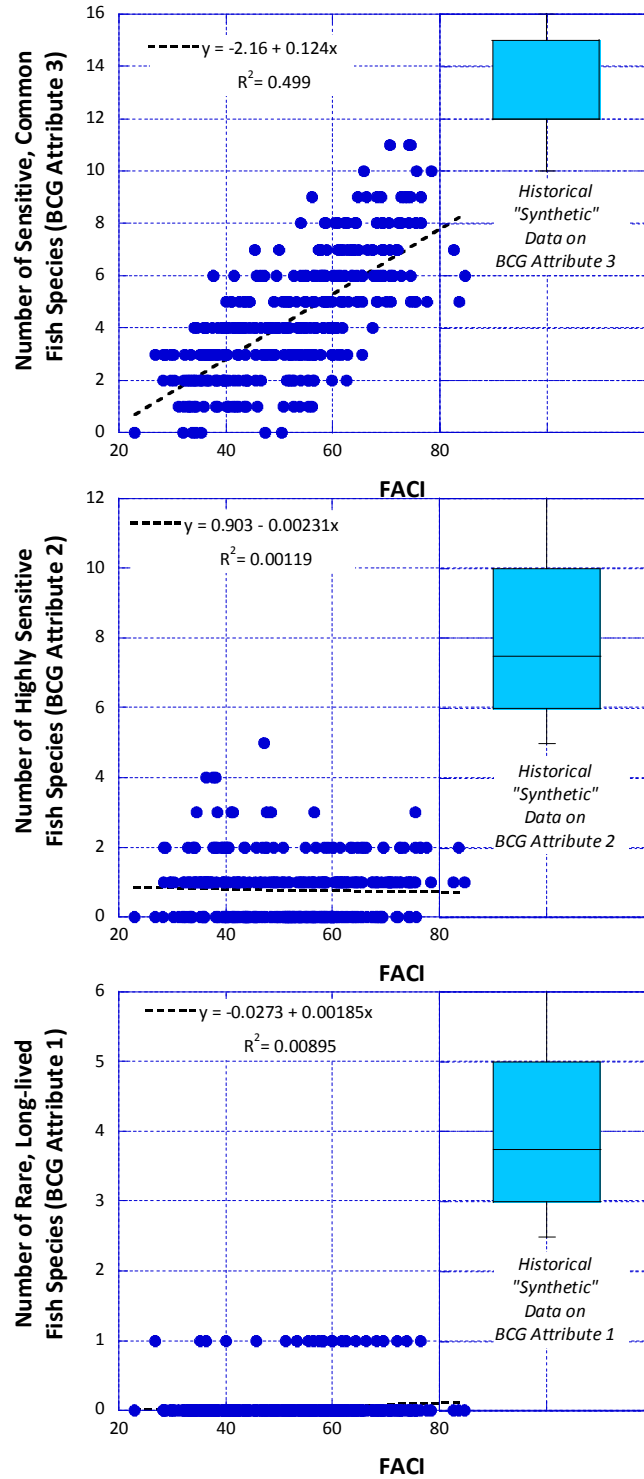 Number of Sensitive, Common
Fish Species (BCG Attribute 3)
16
14
12
10
8
6
4
2
0
y = -2.16 + 0.124x
R²= 0.499
Historical
"Synthetic"
Data on
BCG Attribute 3
20
40
60
80
FACI
Number of Highly Sensitive
Fish Species (BCG Attribute 2)
12
10
8
6
4
2
0
y = 0.903 - 0.00231x
R²= 0.00119
Historical
"Synthetic"
Data on
BCG Attribute 2
20
40
60
80
FACI
Number of Rare, Long-lived
Fish Species (BCG Attribute 1)
6
5
4
3
2
1
0
y = -0.0273 + 0.00185x
R²= 0.00895
Historical
"Synthetic"
Data on
BCG Attribute 1
20
40
60
80
FACI